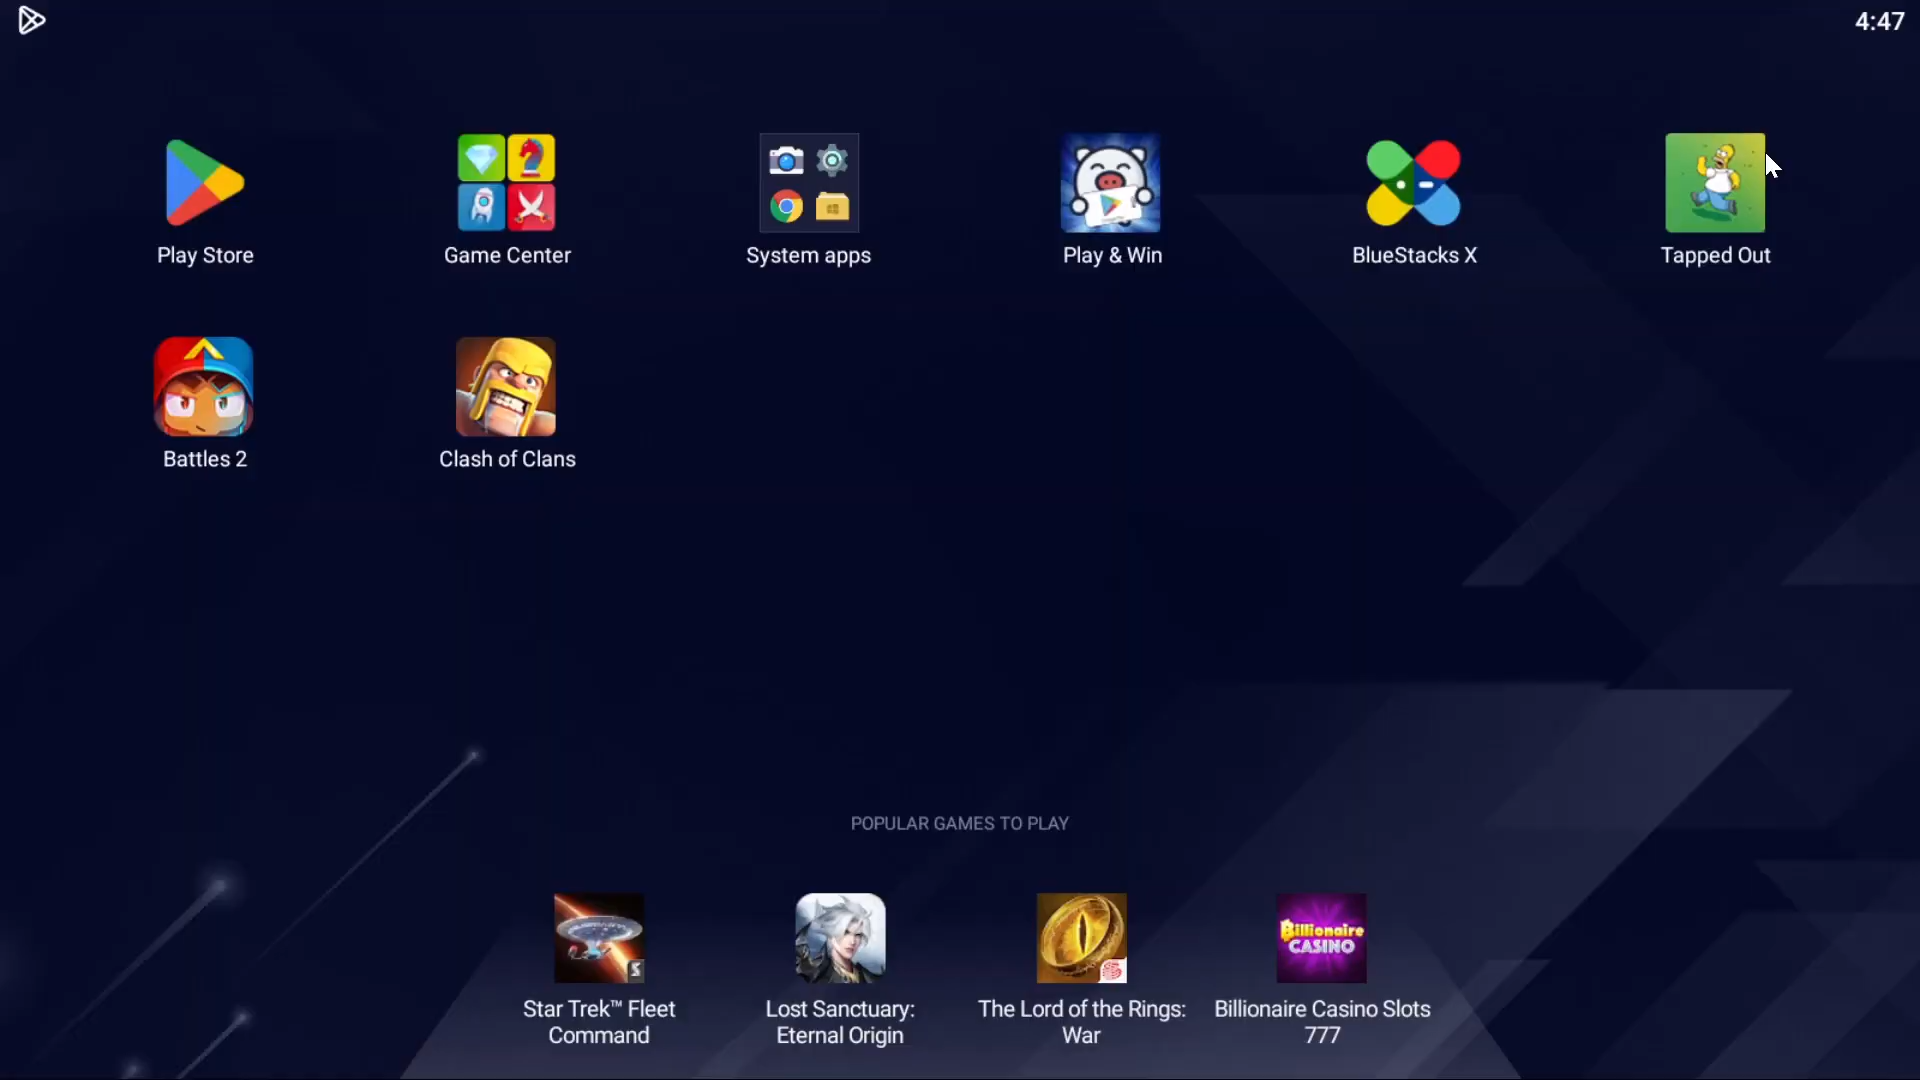 4:47
Play Store
Game Center
System apps
Play & Win
BlueStacks X
Tapped Out
Battles 2
Clash of Clans
POPULAR GAMES TO PLAY
Star Trek™ Fleet
Command
Lost Sanctuary:
Eternal Origin
The Lord of the Rings:
War
Billionaire
CASINO
Billionaire Casino Slots
777